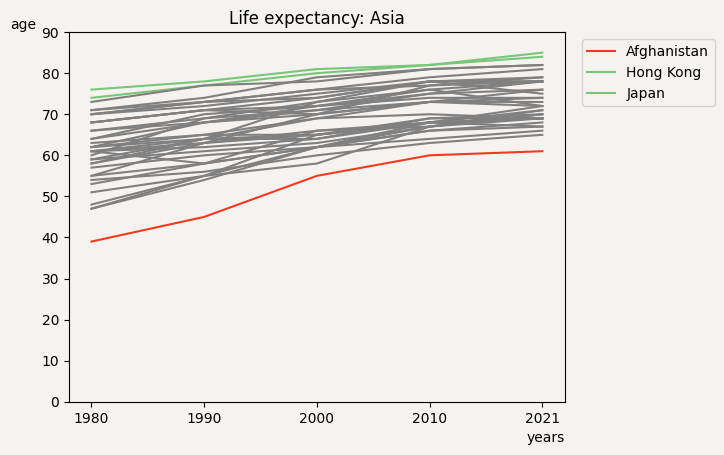 Life expectancy: Asia
age
90
80
70
60
50
40
30
20
10
0
1980 1990 2000 2010 2021
years
Afghanistan
Hong Kong
Japan